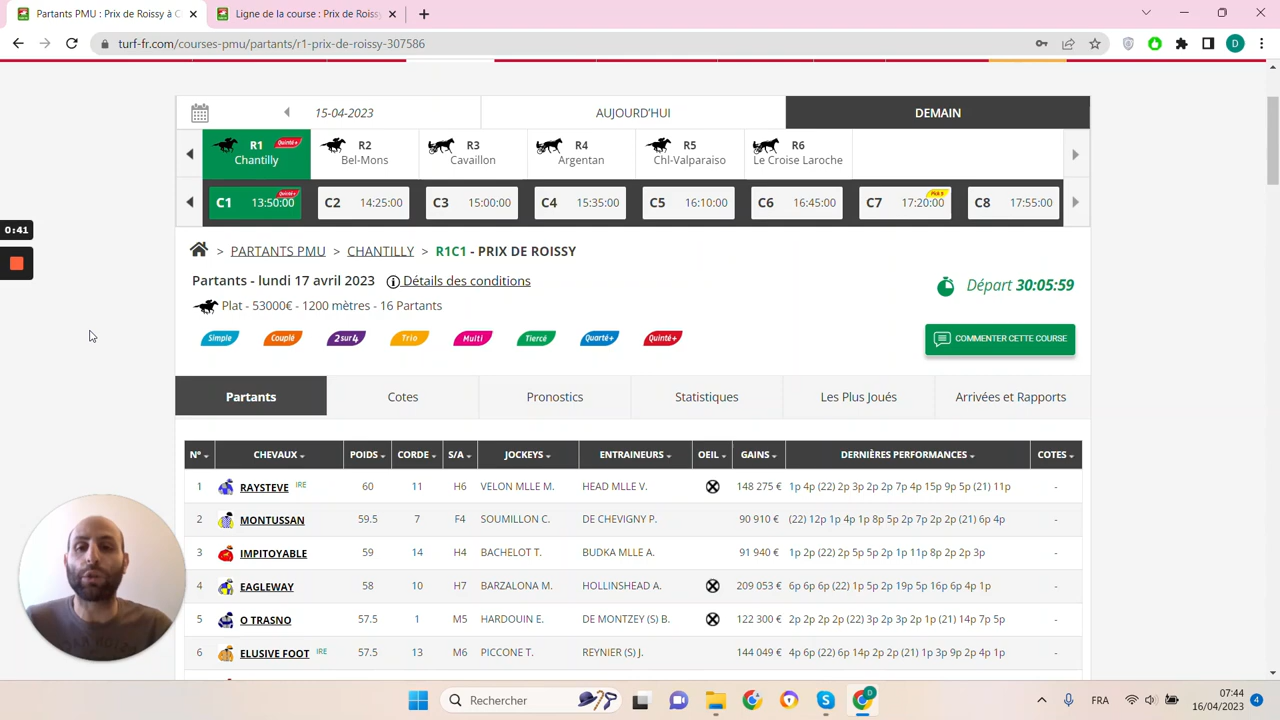 Partants PMU : Prix de Roissy à C
Ligne de la course : Prix de Roissy
turf-fr.com/courses-pmu/partants/r1-prix-de-roissy-307586
15-04-2023 AUJOURD'HUI DEMAIN
R1 Chantilly Quinté+
R2 Bel-Mons
R3 Cavaillon
R4 Argentan
R5 Chl-Valparaiso
R6 Le Croise Laroche
C1 13:50:00 Quinté+ C2 14:25:00 C3 15:00:00 C4 15:35:00 C5 16:10:00 C6 16:45:00 C7 17:20:00 Pick 5 C8 17:55:00
0:41
> PARTANTS PMU > CHANTILLY > R1C1 - PRIX DE ROISSY
Partants - lundi 17 avril 2023 Détails des conditions
Départ 30:05:59
Plat - 53000€ - 1200 mètres - 16 Partants
Simple Couplé 2sur4 Trio Multi Tiercé Quarté+ Quinté+
COMMENTER CETTE COURSE
Partants Cotes Pronostics Statistiques Les Plus Joués Arrivées et Rapports
N° CHEVAUX POIDS CORDE S/A JOCKEYS ENTRAINEURS OEIL GAINS DERNIÈRES PERFORMANCES COTES
1 RAYSTEVE IRE 60 11 H6 VELON MLLE M. HEAD MLLE V. 148 275 € 1p 4p (22) 2p 3p 2p 2p 7p 4p 15p 9p 5p (21) 11p -
2 MONTUSSAN 59.5 7 F4 SOUMILLON C. DE CHEVIGNY P. 90 910 € (22) 12p 1p 4p 1p 8p 5p 2p 7p 2p 2p (21) 6p 4p -
3 IMPITOYABLE 59 14 H4 BACHELOT T. BUDKA MLLE A. 91 940 € 1p 2p (22) 2p 5p 5p 2p 1p 11p 8p 2p 2p 3p -
4 EAGLEWAY 58 10 H7 BARZALONA M. HOLLINSHEAD A. 209 053 € 6p 6p 6p (22) 1p 5p 2p 19p 5p 16p 6p 4p 1p -
5 O TRASNO 57.5 1 M5 HARDOUIN E. DE MONTZEY (S) B. 122 300 € 2p 2p 2p 2p (22) 3p 2p 3p 2p 1p (21) 14p 7p 5p -
6 ELUSIVE FOOT IRE 57.5 13 M6 PICCONE T. REYNIER (S) J. 144 049 € 4p 6p (22) 6p 14p 2p 2p (21) 1p 3p 9p 2p 4p 1p -
Rechercher
FRA
07:44
16/04/2023
4